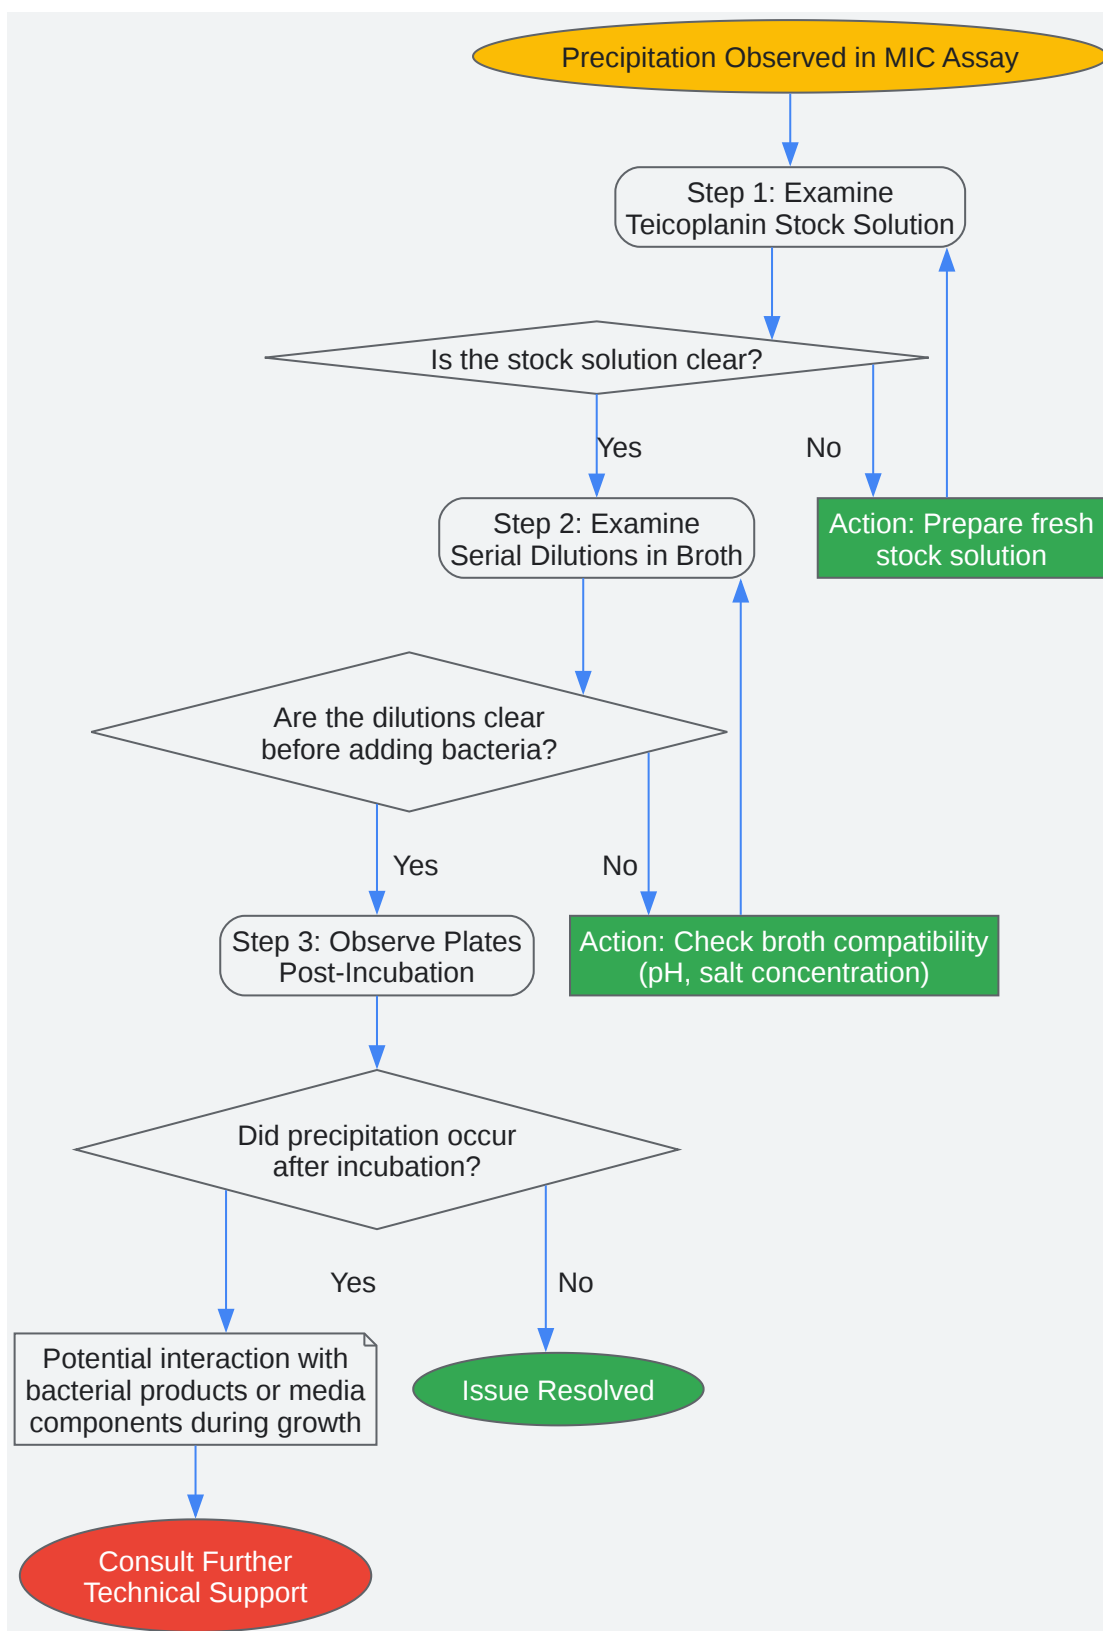 Precipitation Observed in MIC Assay
Step 1: Examine
Teicoplanin Stock Solution
Is the stock solution clear?
Yes
No
Step 2: Examine
Serial Dilutions in Broth
Action: Prepare fresh
stock solution
Are the dilutions clear
before adding bacteria?
Yes
No
Step 3: Observe Plates
Post-Incubation
Action: Check broth compatibility
(pH, salt concentration)
Did precipitation occur
after incubation?
Yes
No
Potential interaction with
bacterial products or media
components during growth
Issue Resolved
Consult Further
Technical Support